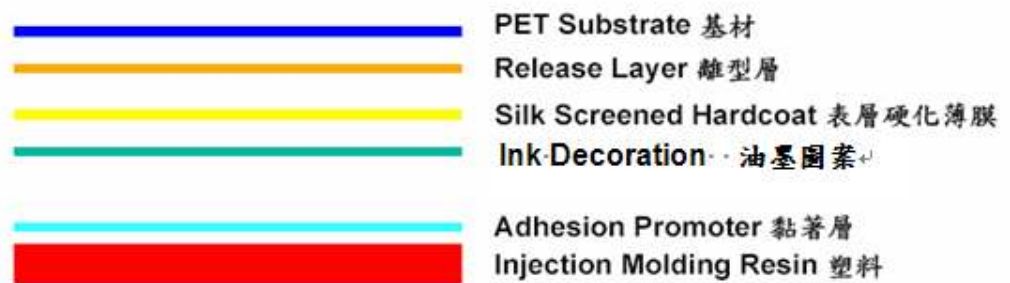 PET Substrate 基材
Release Layer 離型層
Silk Screened Hardcoat 表層硬化薄膜
Ink·Decoration··油墨圖案↵
Adhesion Promoter 黏著層
Injection Molding Resin 塑料